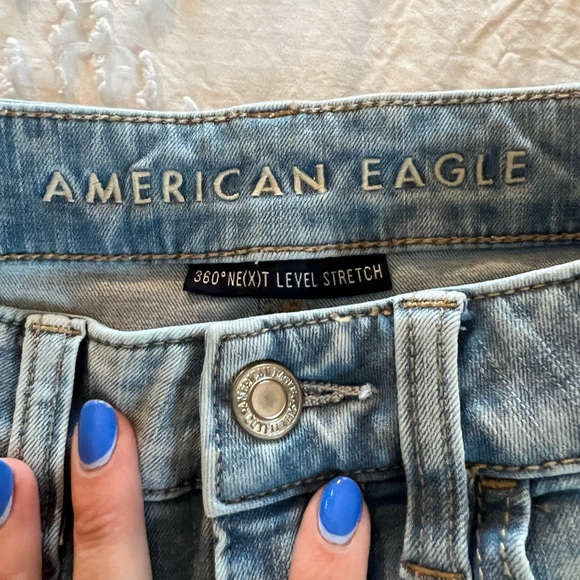 AMERICAN EAGLE
360° NE(X)T LEVEL STRETCH